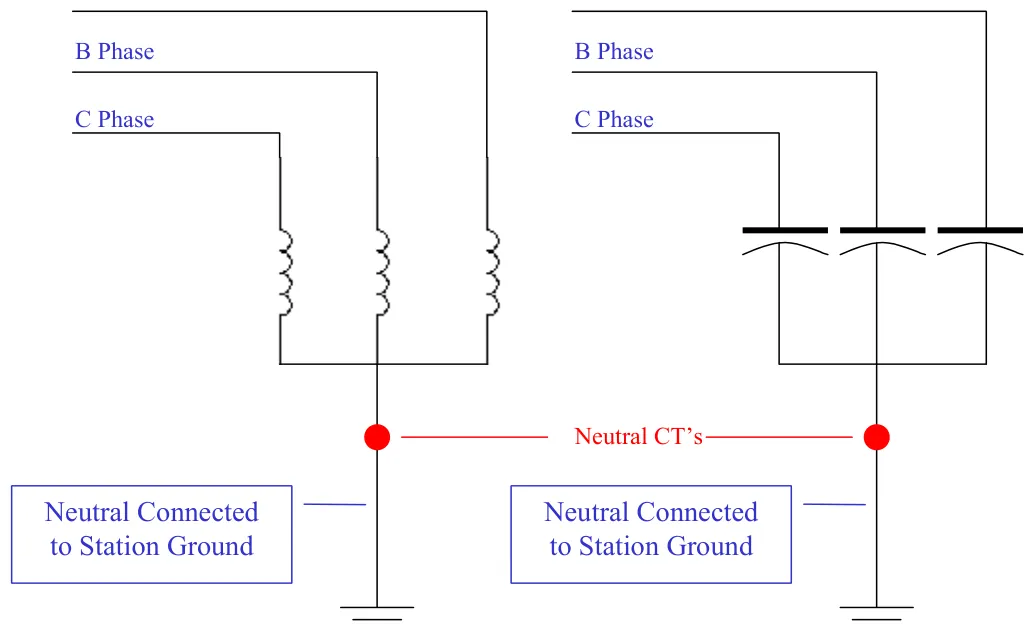 B Phase
C Phase
B Phase
C Phase
Neutral CT’s
Neutral Connected
to Station Ground
Neutral Connected
to Station Ground